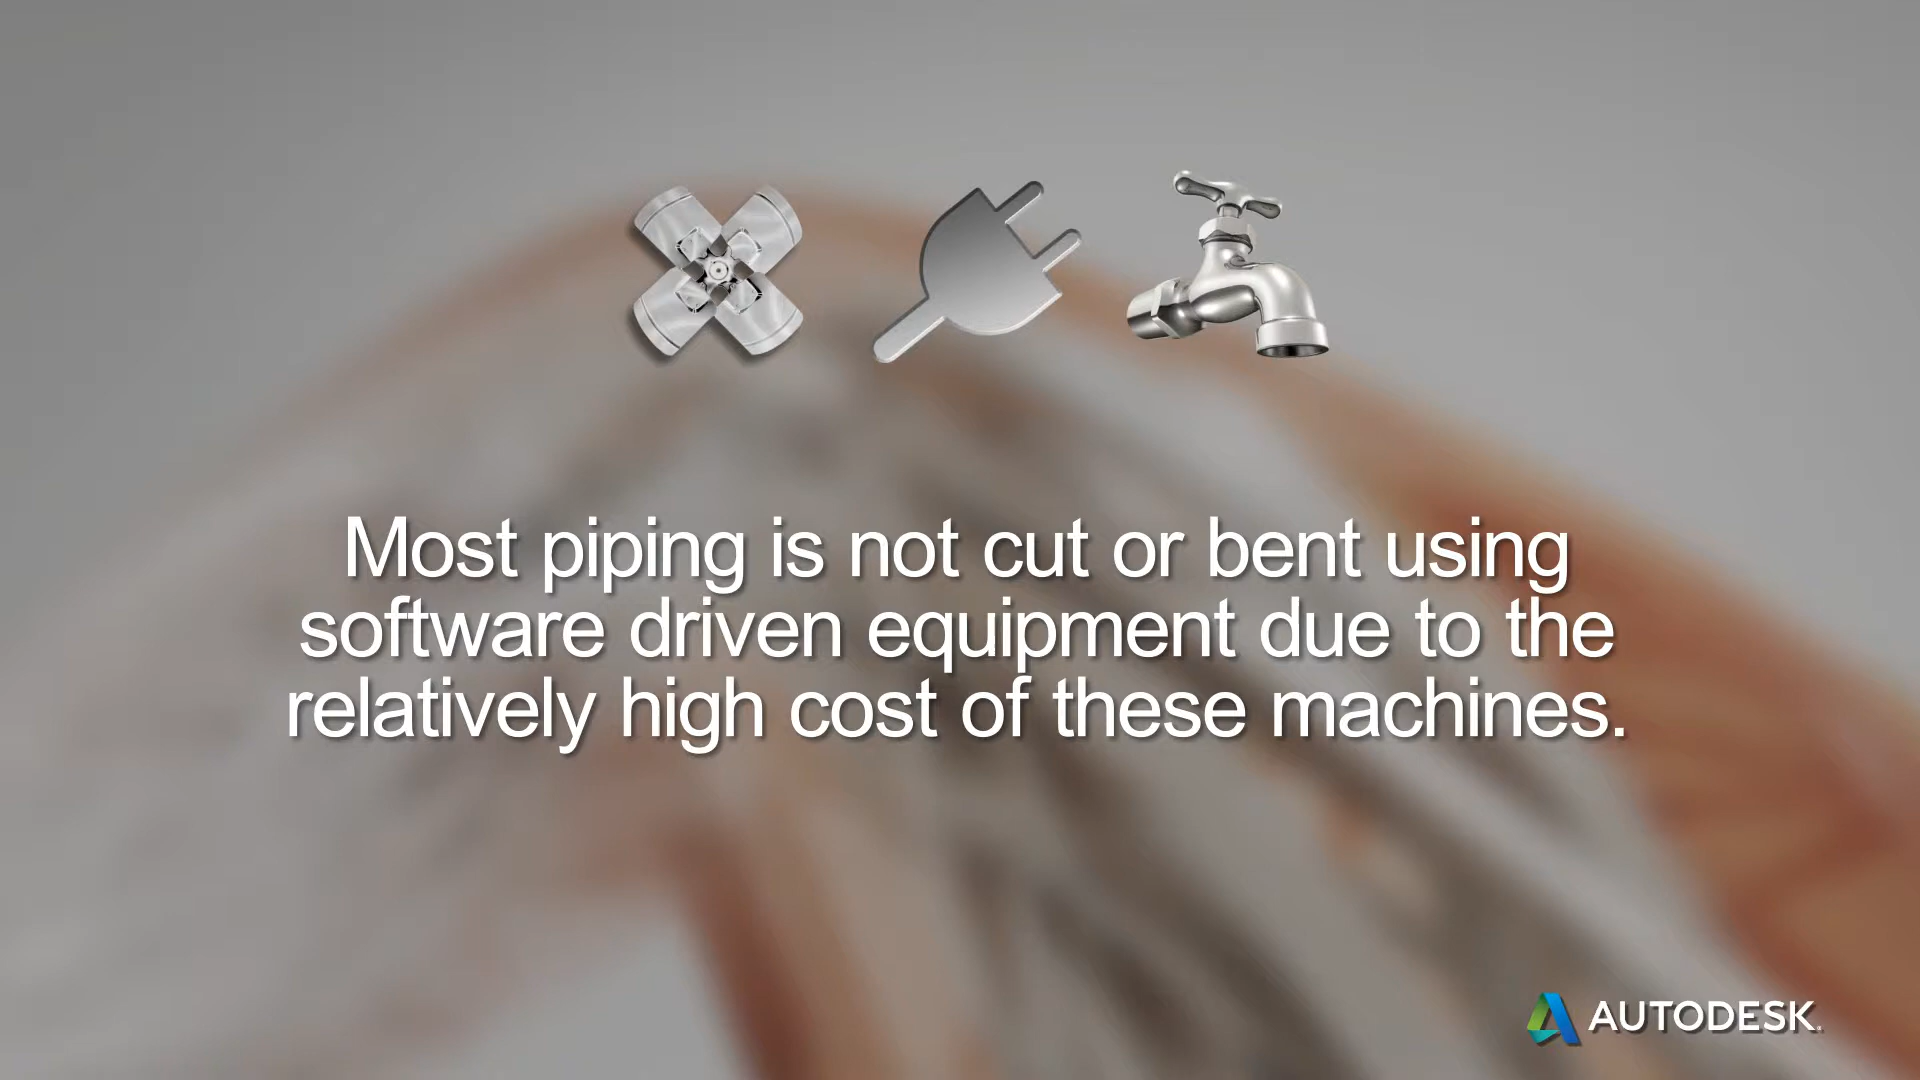 Most piping is not cut or bent using
software driven equipment due to the
relatively high cost of these machines.
AUTODESK.